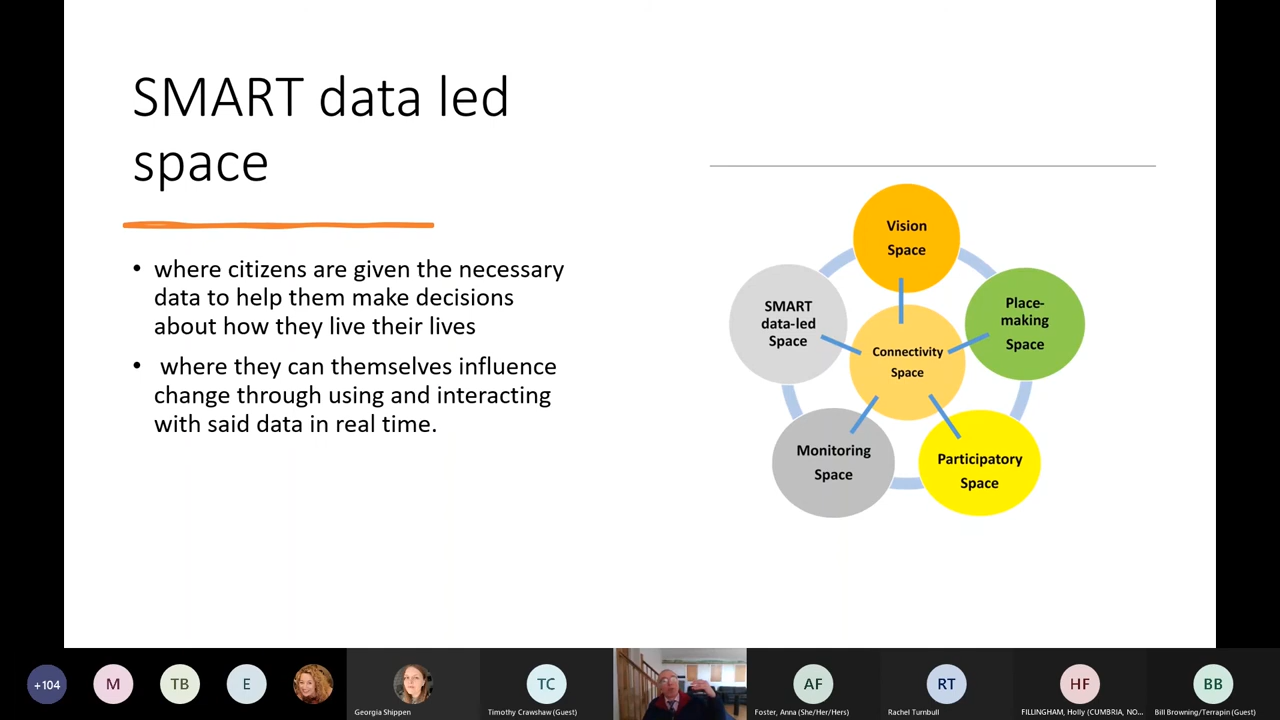 SMART data led
space
• where citizens are given the necessary
data to help them make decisions
about how they live their lives
• where they can themselves influence
change through using and interacting
with said data in real time.
Vision
Space
SMART
data-led
Space
Place-
making
Space
Connectivity
Space
Monitoring
Space
Participatory
Space
+104
M
TB
E
Georgia Shippen
TC
Timothy Crawshaw (Guest)
AF
Foster, Anna (She/Her/Hers)
RT
Rachel Turnbull
HF
FILLINGHAM, Holly (CUMBRIA, NO...
BB
Bill Browning/Terrapin (Guest)